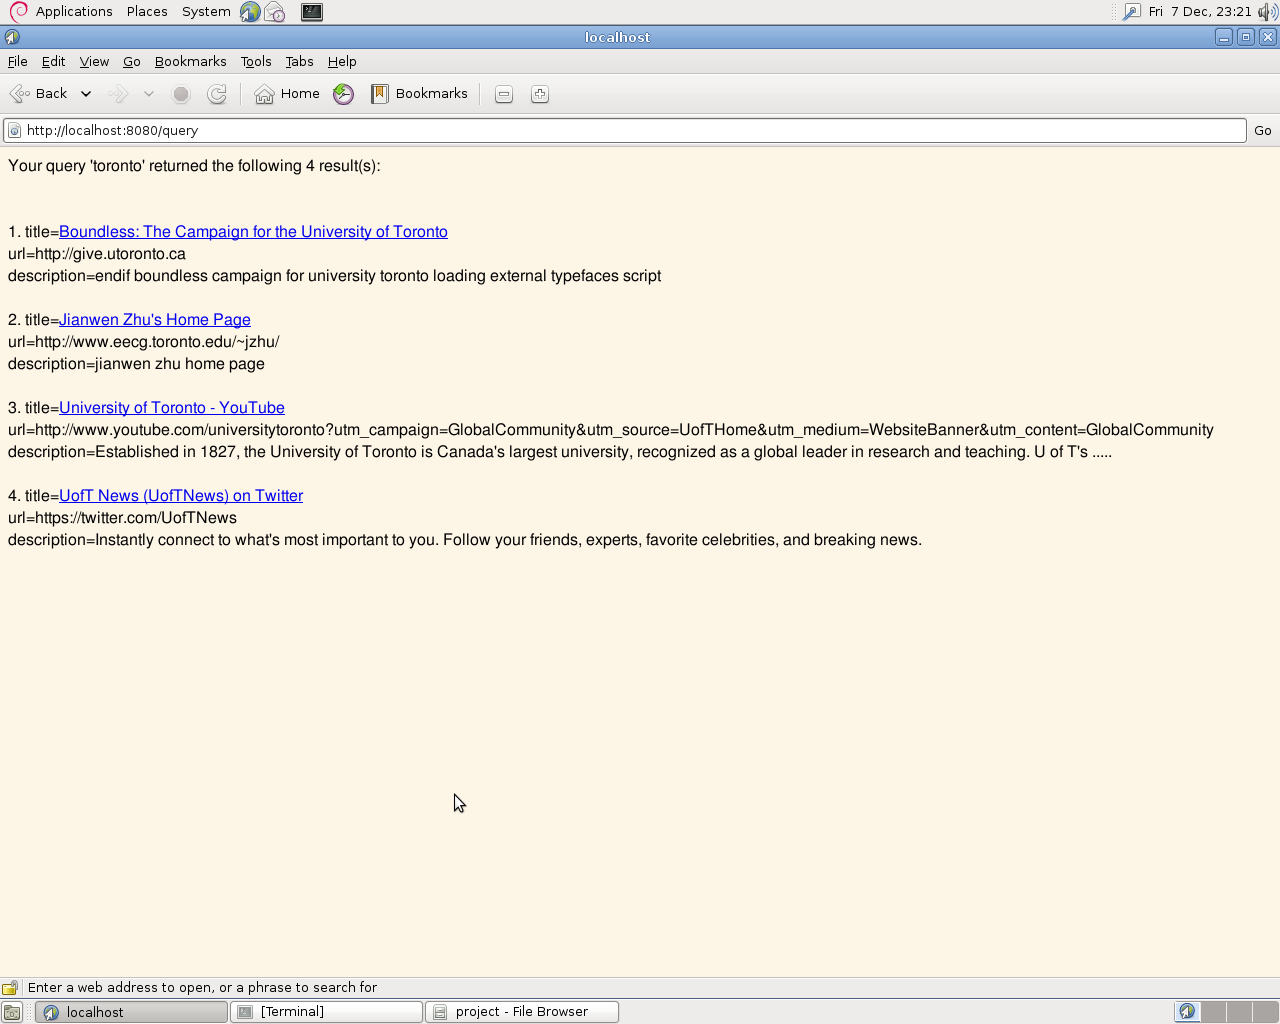 Applications Places System Fri 7 Dec, 23:21
localhost
File Edit View Go Bookmarks Tools Tabs Help
Back Home Bookmarks
http://localhost:8080/query Go
Your query 'toronto' returned the following 4 result(s):
1. title=Boundless: The Campaign for the University of Toronto
url=http://give.utoronto.ca
description=endif boundless campaign for university toronto loading external typefaces script
2. title=Jianwen Zhu's Home Page
url=http://www.eecg.toronto.edu/~jzhu/
description=jianwen zhu home page
3. title=University of Toronto - YouTube
url=http://www.youtube.com/universitytoronto?utm_campaign=GlobalCommunity&utm_source=UofTHome&utm_medium=WebsiteBanner&utm_content=GlobalCommunity
description=Established in 1827, the University of Toronto is Canada's largest university, recognized as a global leader in research and teaching. U of T's .....
4. title=UofT News (UofTNews) on Twitter
url=https://twitter.com/UofTNews
description=Instantly connect to what's most important to you. Follow your friends, experts, favorite celebrities, and breaking news.
Enter a web address to open, or a phrase to search for
localhost [Terminal] project - File Browser